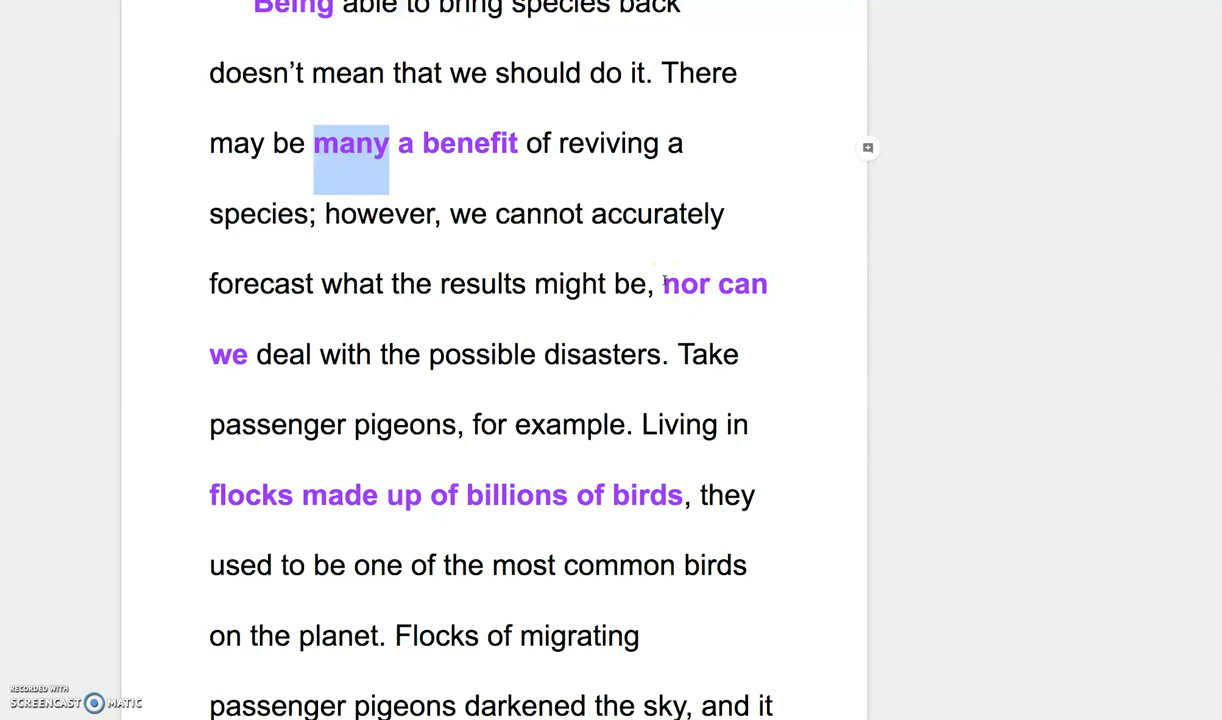 Being able to bring species back
doesn’t mean that we should do it. There
may be many a benefit of reviving a
species; however, we cannot accurately
forecast what the results might be, nor can
we deal with the possible disasters. Take
passenger pigeons, for example. Living in
flocks made up of billions of birds, they
used to be one of the most common birds
on the planet. Flocks of migrating
passenger pigeons darkened the sky, and it
RECORDED WITH
SCREENCAST MATIC